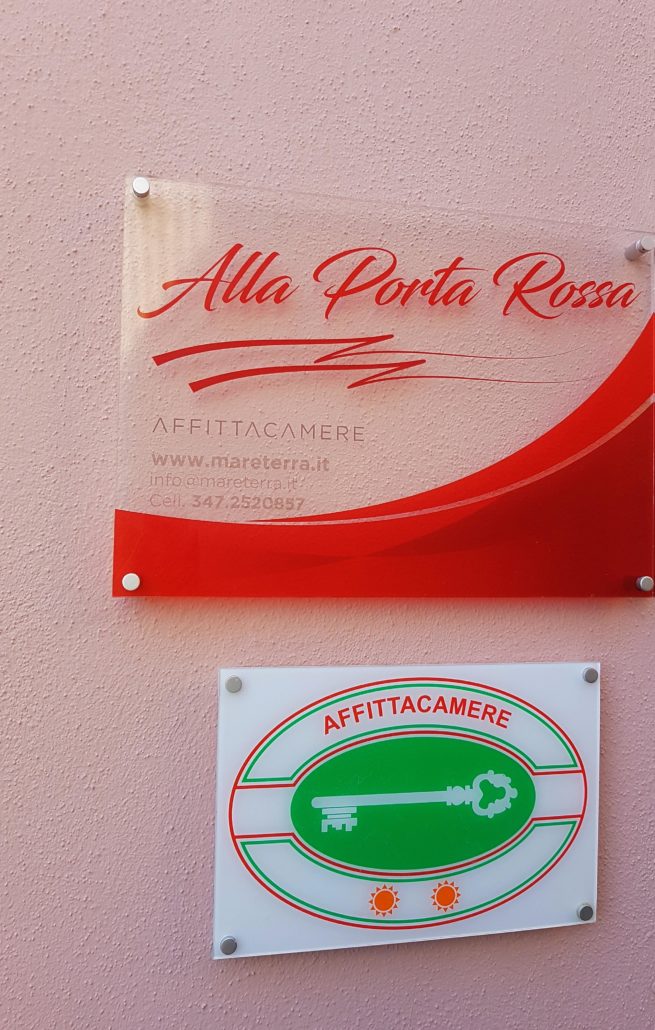 Alla Porta Rossa
AFFITTACAMERE
www.mareterra.it
info@mareterra.it
Cell. 347.2520857
AFFITTACAMERE